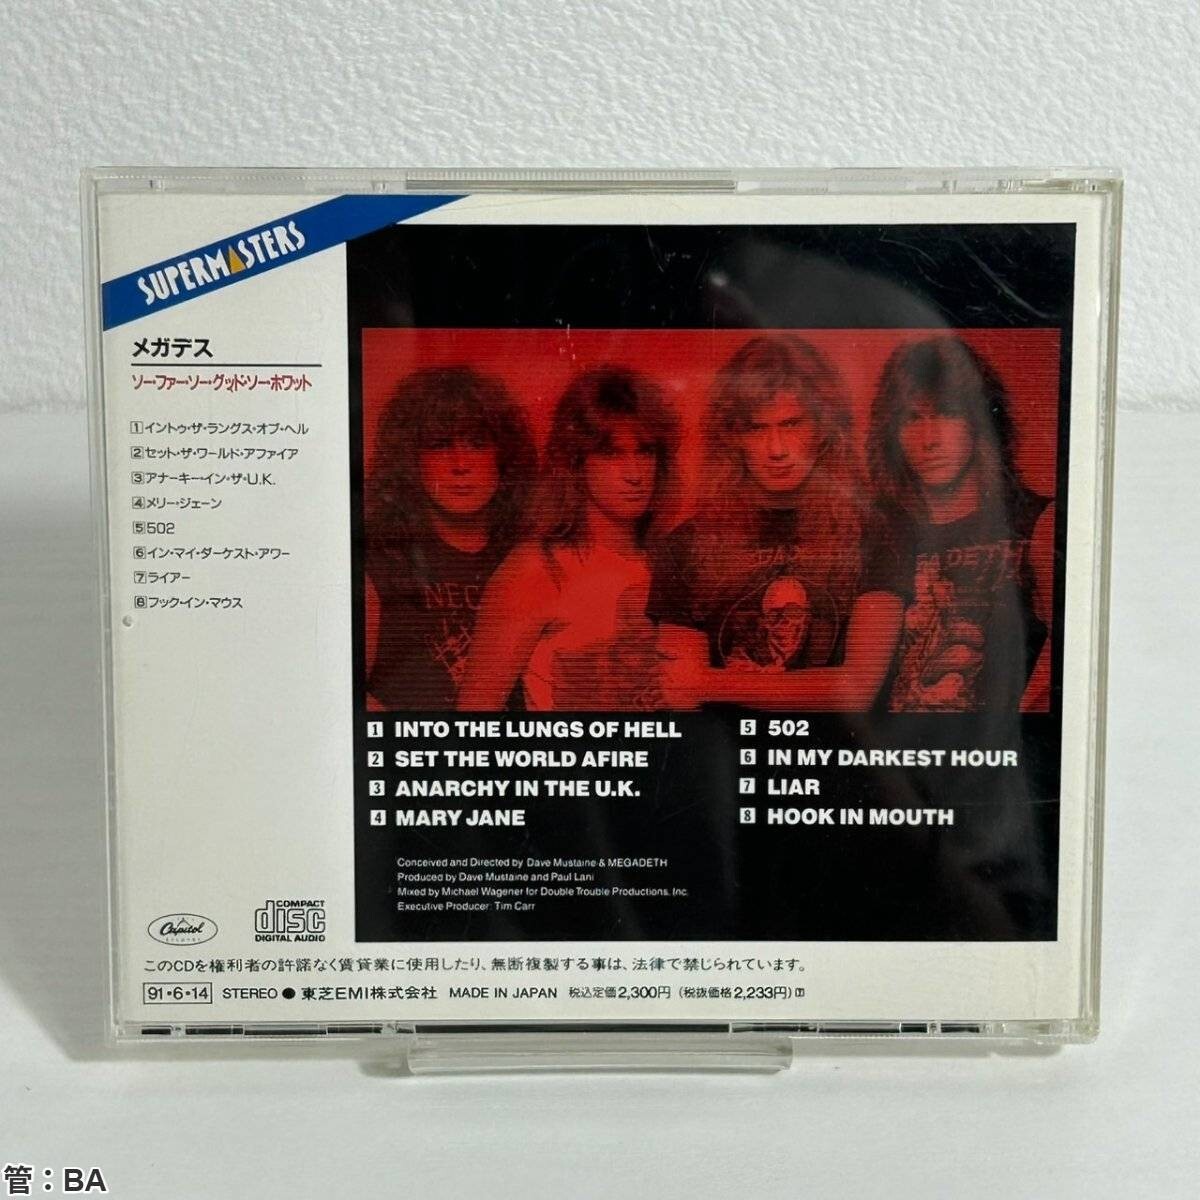 SUPERMASTERS
メガデス
ソー・ファー・ソー・グッド・ソー・ホワット
1 イントゥ・ザ・ラングス・オブ・ヘル
2 セット・ザ・ワールド・アファイア
3 アナーキー・イン・ザ・U.K.
4 メリー・ジェーン
5 502
6 イン・マイ・ダーケスト・アワー
7 ライアー
8 フック・イン・マウス
1 INTO THE LUNGS OF HELL
2 SET THE WORLD AFIRE
3 ANARCHY IN THE U.K.
4 MARY JANE
5 502
6 IN MY DARKEST HOUR
7 LIAR
8 HOOK IN MOUTH
Conceived and Directed by Dave Mustaine & MEGADETH
Produced by Dave Mustaine and Paul Lani
Mixed by Michael Wagener for Double Trouble Productions, Inc.
Executive Producer: Tim Carr
Capitol
RECORDS
COMPACT
disc
DIGITAL AUDIO
このCDを権利者の許諾なく賃貸業に使用したり、無断複製する事は、法律で禁じられています。
91・6・14 STEREO ● 東芝EMI株式会社 MADE IN JAPAN 税込定価2,300円 (税抜価格2,233円)
管：BA